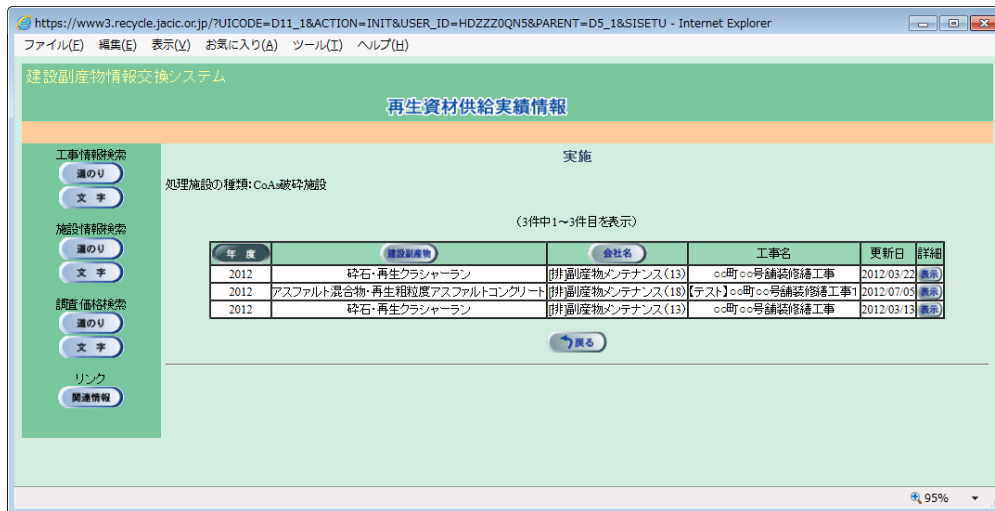 https://www3.recycle.jacic.or.jp/?UICODE=D11_1&ACTION=INIT&USER_ID=HDZZZ0QN5&PARENT=D5_1&SISETU - Internet Explorer
ファイル(F) 編集(E) 表示(V) お気に入り(A) ツール(T) ヘルプ(H)
建設副産物情報交換システム
再生資材供給実績情報
工事情報検索
道のり
文字
施設情報検索
道のり
文字
調査価格検索
道のり
文字
リンク
関連情報
実施
処理施設の種類:CoAs破砕施設
(3件中1~3件目を表示)
年度 建設副産物 会社名 工事名 更新日 詳細
2012 砕石・再生クラシャーラン [排]副産物メンテナンス(13) ○○町○○号舗装修繕工事 2012/03/22 表示
2012 アスファルト混合物・再生粗粒度アスファルトコンクリート [排]副産物メンテナンス(18) 【テスト】○○町○○号舗装修繕工事1 2012/07/05 表示
2012 砕石・再生クラシャーラン [排]副産物メンテナンス(13) ○○町○○号舗装修繕工事 2012/03/13 表示
戻る
95%